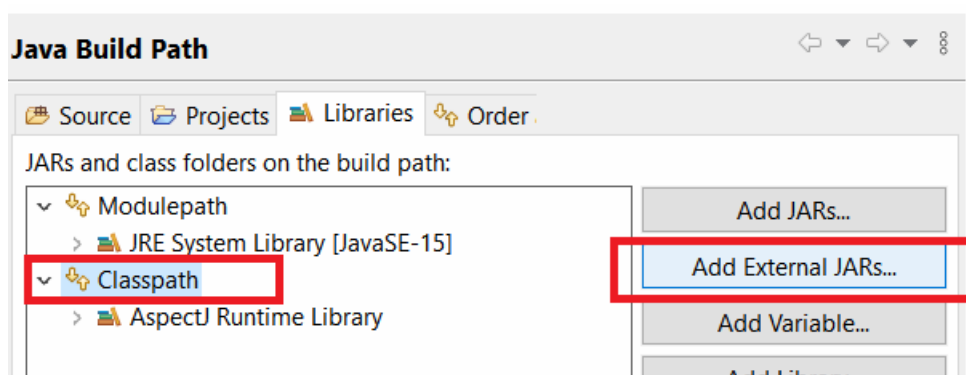 Java Build Path
Source Projects Libraries Order
JARs and class folders on the build path:
Modulepath
JRE System Library [JavaSE-15]
Classpath
AspectJ Runtime Library
Add JARs...
Add External JARs...
Add Variable...